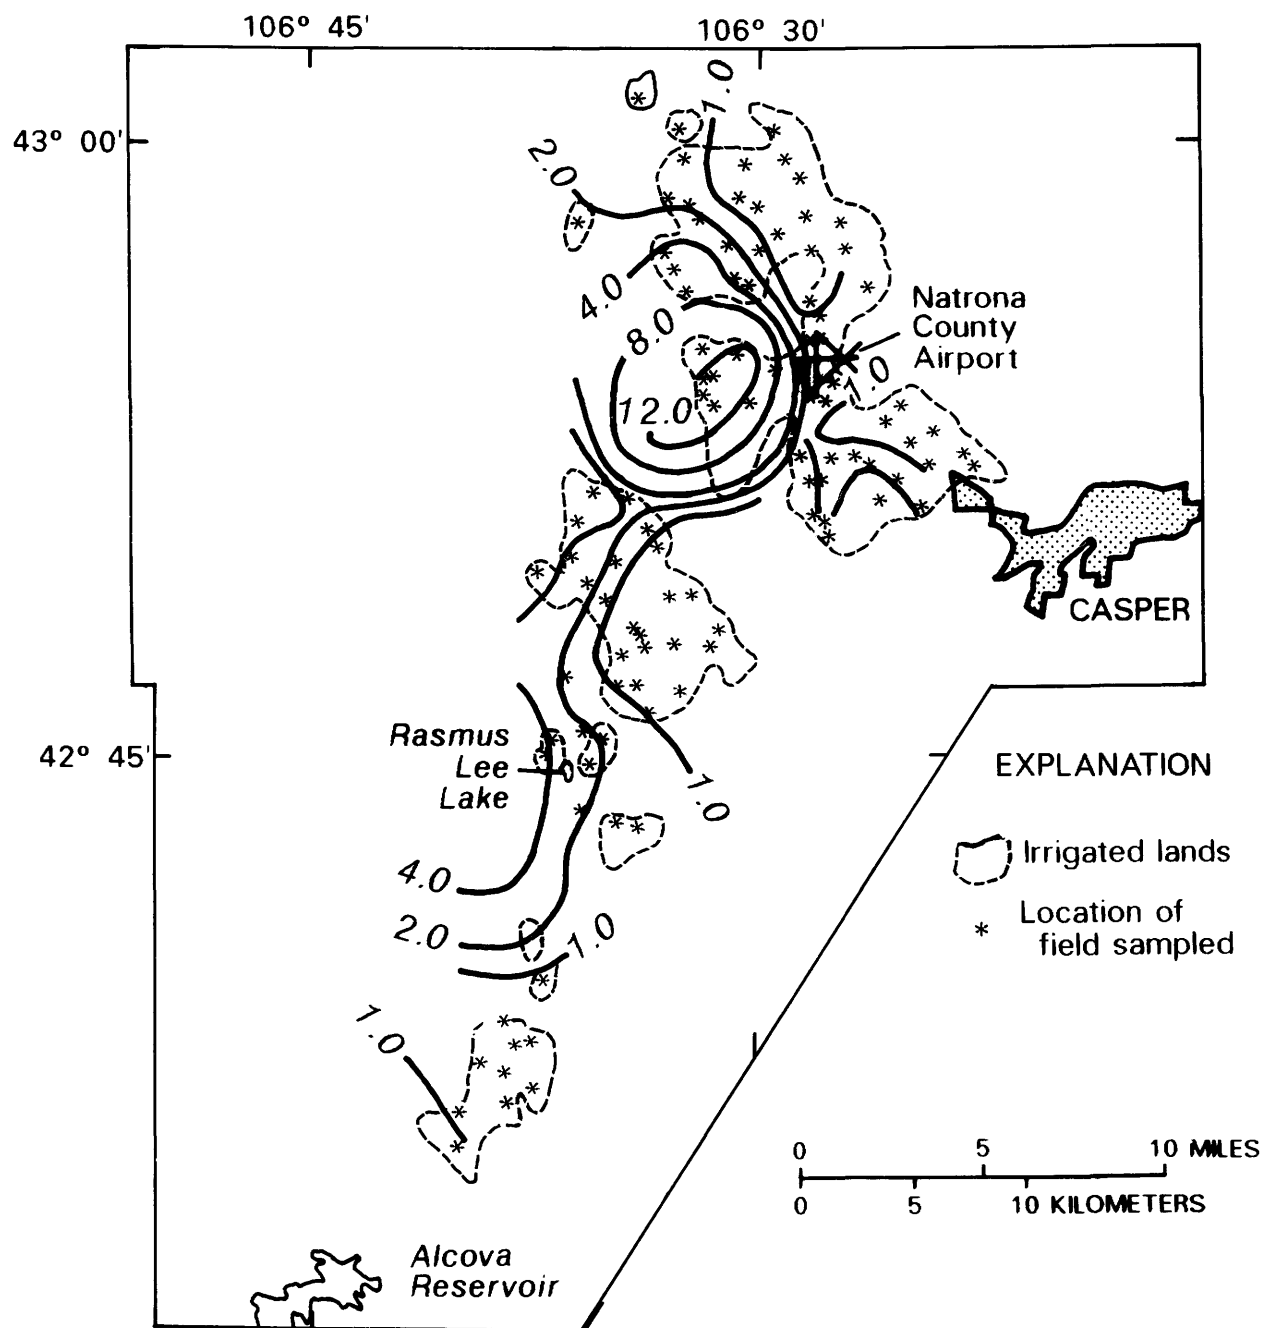 106° 45'
106° 30'
1.0
43° 00'
2.0
4.0
Natrona
County
Airport
8.0
.0
12.0
CASPER
Rasmus
Lee
Lake
42° 45'
EXPLANATION
1.0
Irrigated lands
4.0
Location of
field sampled
2.0
1.0
1.0
0 5 10 MILES
0 5 10 KILOMETERS
Alcova
Reservoir